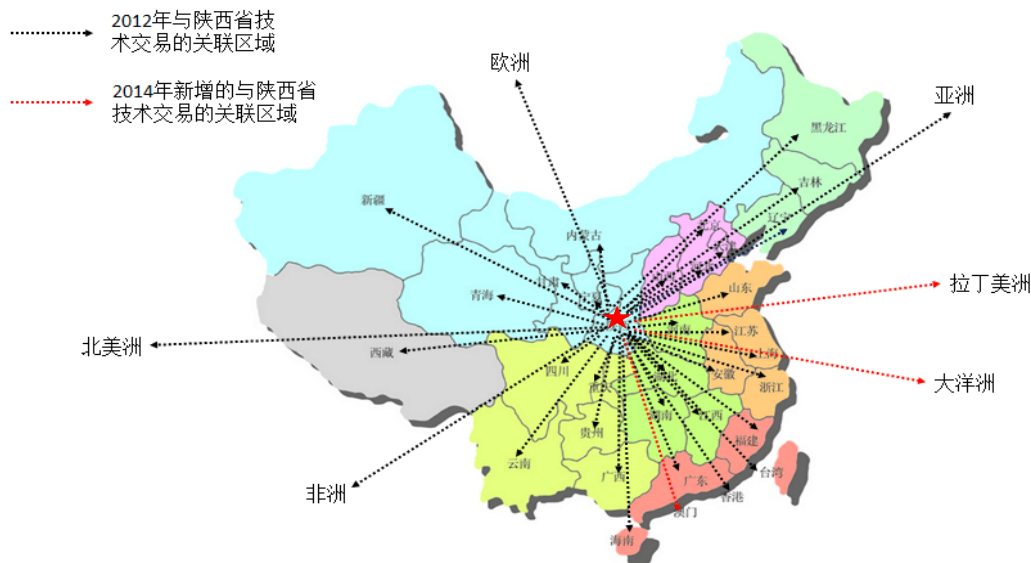 2012年与陕西省技
术交易的关联区域
2014年新增的与陕西省
技术交易的关联区域
欧洲
亚洲
黑龙江
吉林
辽宁
新疆
内蒙古
北京
甘肃
宁夏
青海
山东
拉丁美洲
河南
江苏
北美洲
西藏
上海
四川
安徽
大洋洲
重庆
湖北
浙江
湖南
江西
贵州
福建
云南
广西
广东
台湾
非洲
香港
澳门
海南